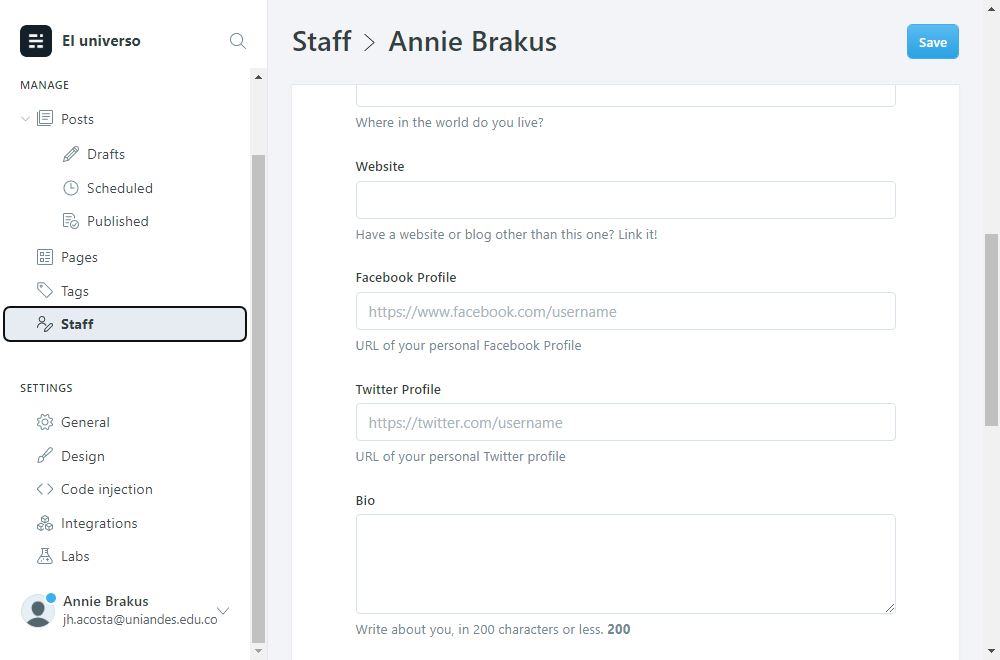 El universo
MANAGE
Posts
Drafts
Scheduled
Published
Pages
Tags
Staff
SETTINGS
General
Design
Code injection
Integrations
Labs
Annie Brakus
jh.acosta@uniandes.edu.co
Staff > Annie Brakus
Save
Where in the world do you live?
Website
Have a website or blog other than this one? Link it!
Facebook Profile
https://www.facebook.com/username
URL of your personal Facebook Profile
Twitter Profile
https://twitter.com/username
URL of your personal Twitter profile
Bio
Write about you, in 200 characters or less. 200